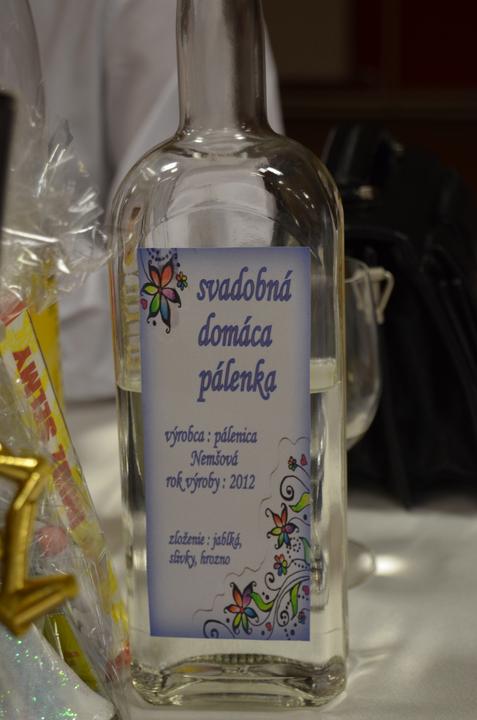 svadobná
domáca
pálenka
výrobca : pálenica
Nemšová
rok výroby : 2012
zloženie : jablká,
slivky, hrozno